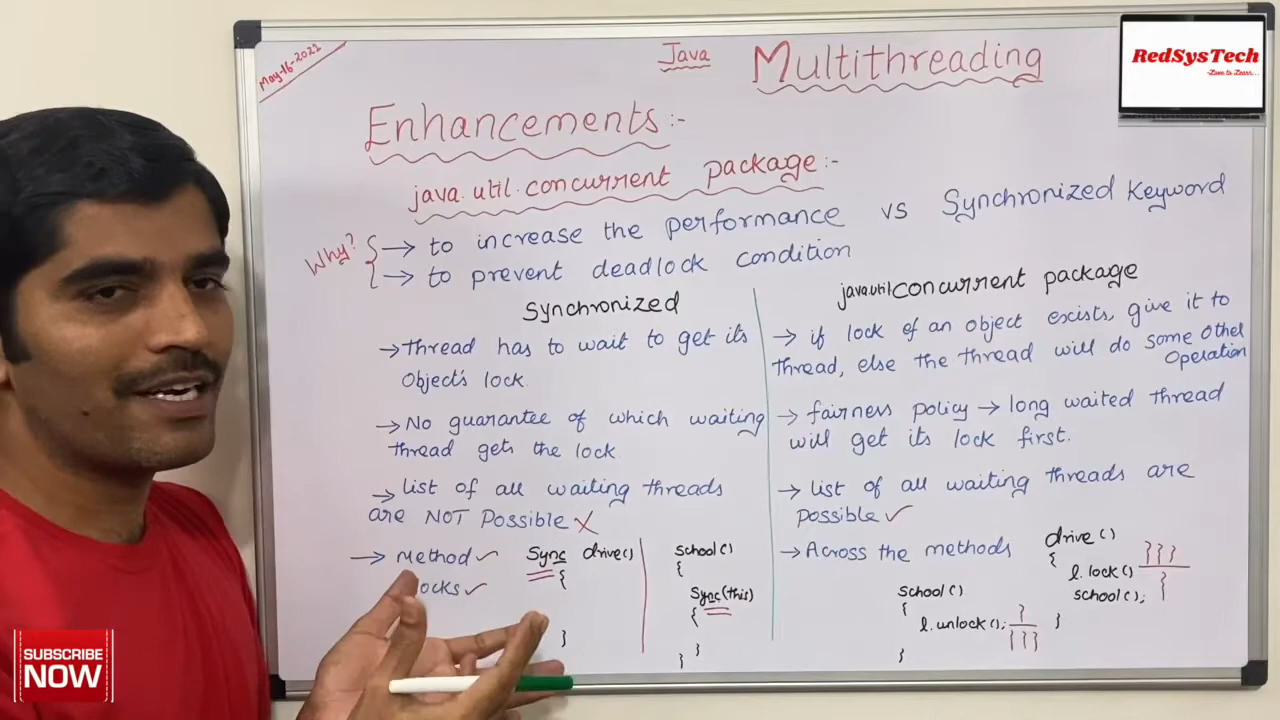 May-16-2021
Java Multithreading
RedSysTech
-Love to Learn...
Enhancements:-
java.util.concurrent package:-
Why?
→ to increase the performance vs Synchronized Keyword
→ to prevent deadlock condition
Synchronized
→ Thread has to wait to get its
Object's lock.
→ No guarantee of which waiting
thread gets the lock.
→ list of all waiting threads
are NOT Possible X
→ Method ✓
ocks ✓
Sync drive()
{
}
School()
{
Sync(this)
{
}
}
java.util concurrent package
→ if lock of an object excists, give it to
thread, else the thread will do some other
Operation
→ fairness policy → long waited thread
will get its lock first.
→ list of all waiting threads are
possible ✓
→ Across the methods
drive()
{
l.lock() }}}
school(); {
}
School()
{
l.unlock(); }
}}}
}
SUBSCRIBE
NOW